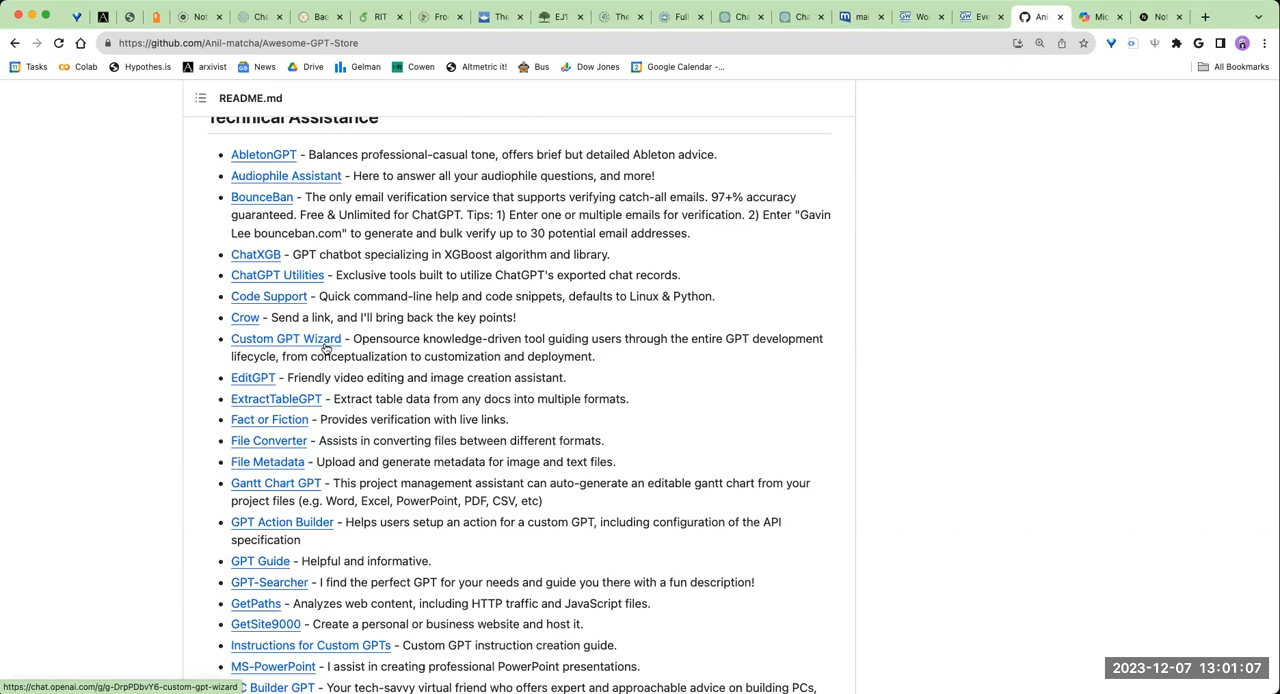 Not
Cha
Bac
RIT
Fro
The
EJ1
The
Full
Cha
Cha
mai
Wo
Eve
Ani
Mic
Not
https://github.com/Anil-matcha/Awesome-GPT-Store
Tasks
Colab
Hypothes.is
arxivist
News
Drive
Gelman
Cowen
Altmetric it!
Bus
Dow Jones
Google Calendar -...
All Bookmarks
README.md
Technical Assistance
AbletonGPT - Balances professional-casual tone, offers brief but detailed Ableton advice.
Audiophile Assistant - Here to answer all your audiophile questions, and more!
BounceBan - The only email verification service that supports verifying catch-all emails. 97+% accuracy
guaranteed. Free & Unlimited for ChatGPT. Tips: 1) Enter one or multiple emails for verification. 2) Enter "Gavin
Lee bounceban.com" to generate and bulk verify up to 30 potential email addresses.
ChatXGB - GPT chatbot specializing in XGBoost algorithm and library.
ChatGPT Utilities - Exclusive tools built to utilize ChatGPT's exported chat records.
Code Support - Quick command-line help and code snippets, defaults to Linux & Python.
Crow - Send a link, and I'll bring back the key points!
Custom GPT Wizard - Opensource knowledge-driven tool guiding users through the entire GPT development
lifecycle, from conceptualization to customization and deployment.
EditGPT - Friendly video editing and image creation assistant.
ExtractTableGPT - Extract table data from any docs into multiple formats.
Fact or Fiction - Provides verification with live links.
File Converter - Assists in converting files between different formats.
File Metadata - Upload and generate metadata for image and text files.
Gantt Chart GPT - This project management assistant can auto-generate an editable gantt chart from your
project files (e.g. Word, Excel, PowerPoint, PDF, CSV, etc)
GPT Action Builder - Helps users setup an action for a custom GPT, including configuration of the API
specification
GPT Guide - Helpful and informative.
GPT-Searcher - I find the perfect GPT for your needs and guide you there with a fun description!
GetPaths - Analyzes web content, including HTTP traffic and JavaScript files.
GetSite9000 - Create a personal or business website and host it.
Instructions for Custom GPTs - Custom GPT instruction creation guide.
MS-PowerPoint - I assist in creating professional PowerPoint presentations.
C Builder GPT - Your tech-savvy virtual friend who offers expert and approachable advice on building PCs,
https://chat.openai.com/g/g-DrpPDbvY6-custom-gpt-wizard
2023-12-07 13:01:07